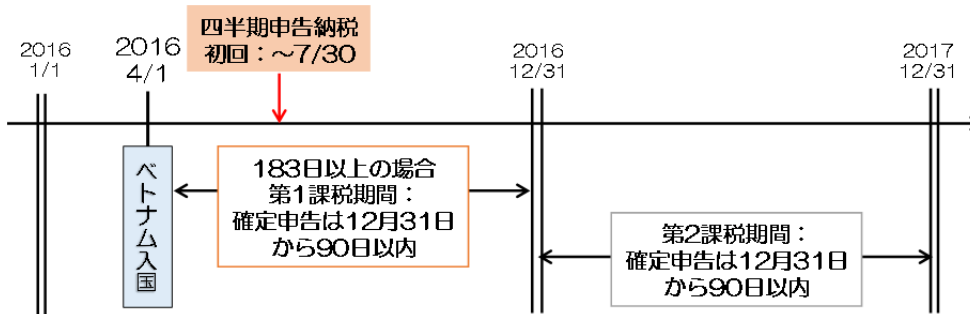 四半期申告納税
初回：～7/30
2016
1/1
2016
4/1
2016
12/31
2017
12/31
ベトナム入国
183日以上の場合
第1課税期間：
確定申告は12月31日
から90日以内
第2課税期間：
確定申告は12月31日
から90日以内